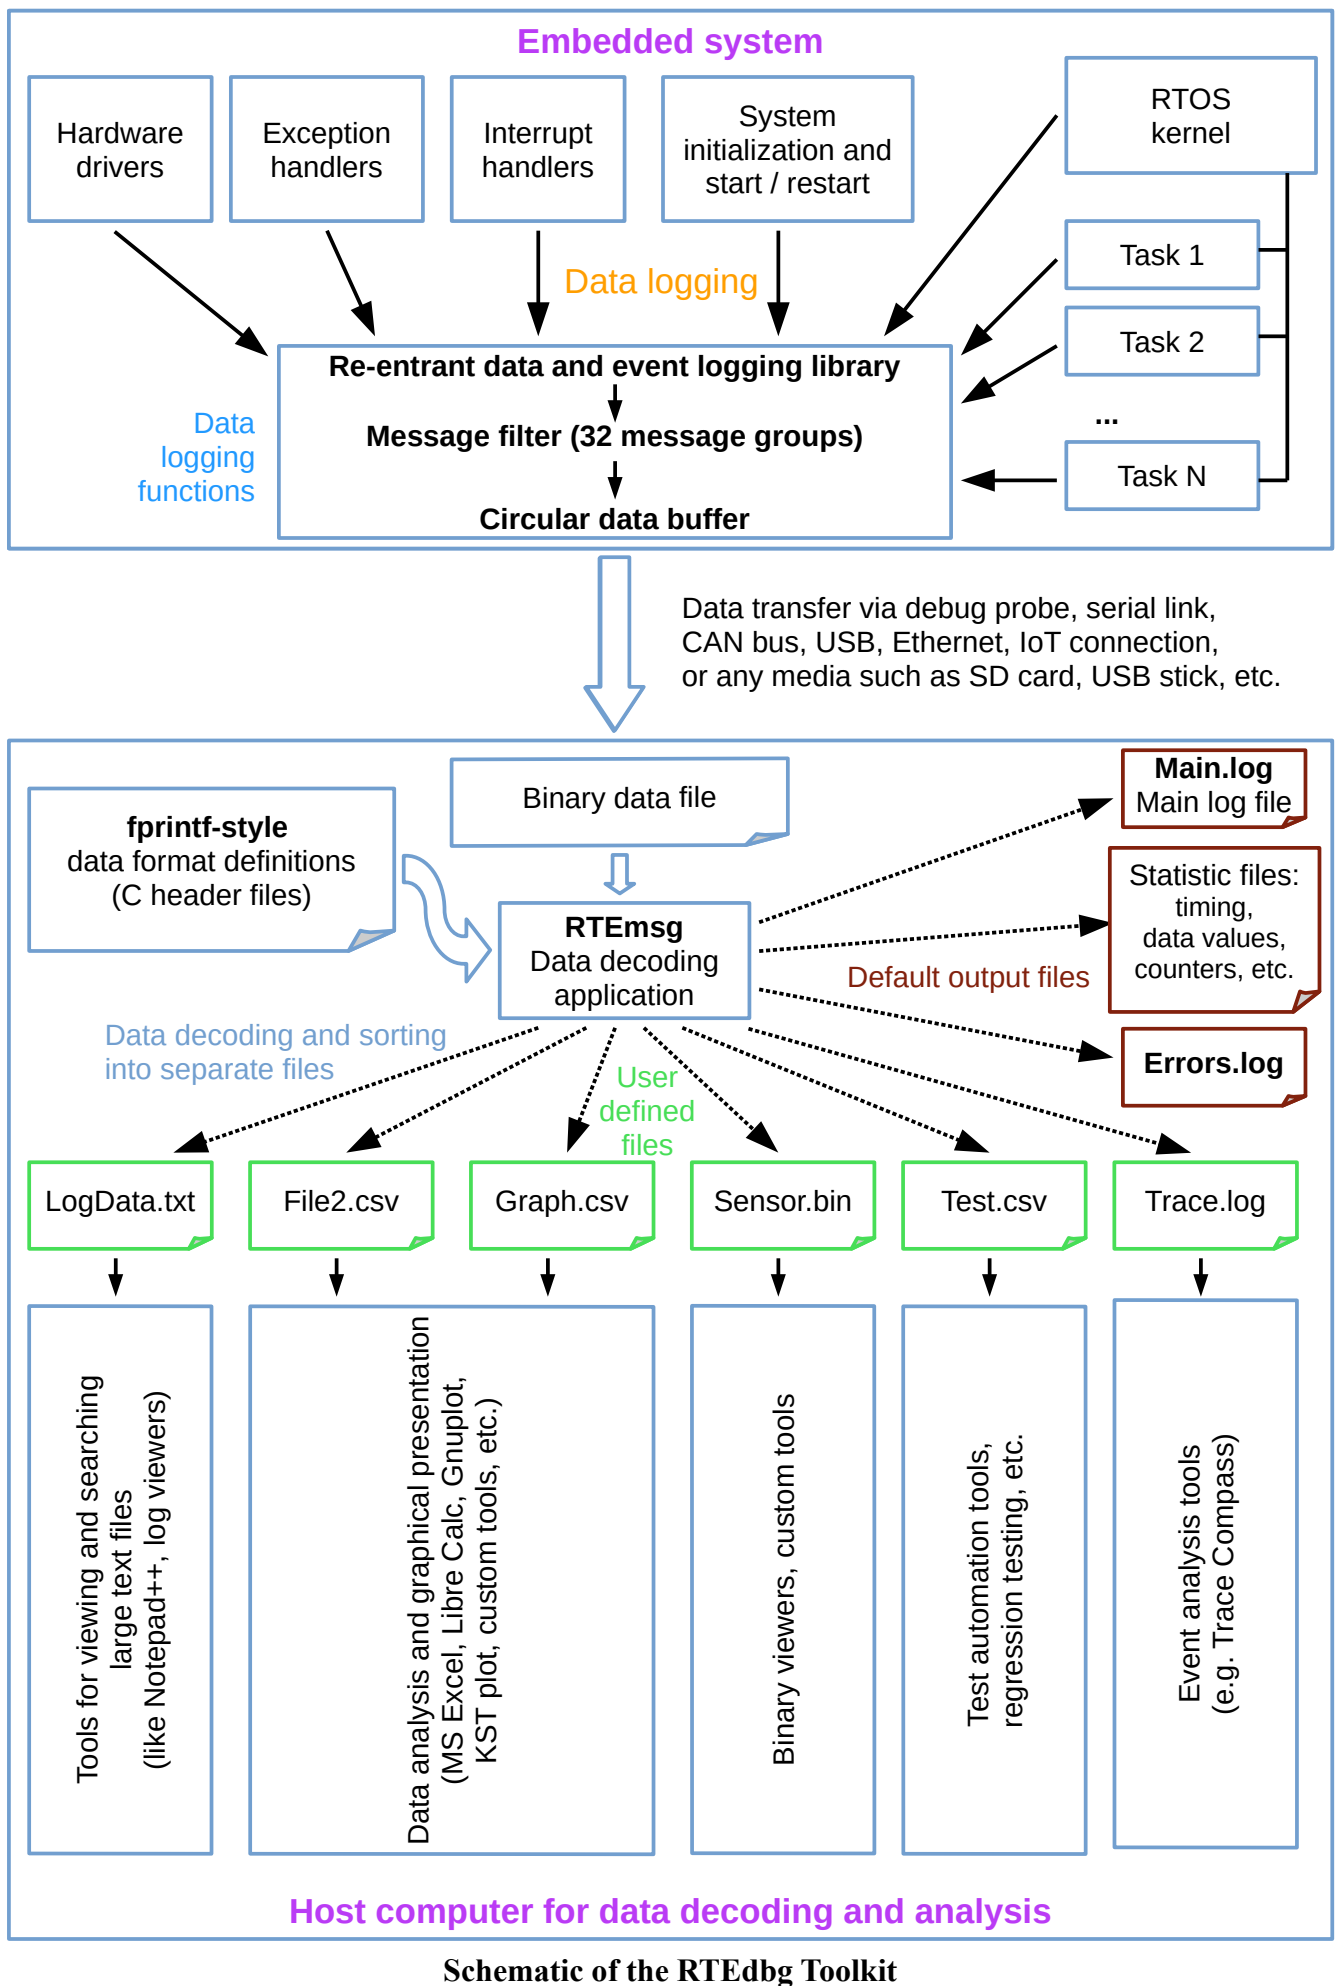 Embedded system
Hardware
drivers
Exception
handlers
Interrupt
handlers
System
initialization and
start / restart
RTOS
kernel
Task 1
Task 2
...
Task N
Data logging
Re-entrant data and event logging library
Message filter (32 message groups)
Circular data buffer
Data
logging
functions
Data transfer via debug probe, serial link,
CAN bus, USB, Ethernet, IoT connection,
or any media such as SD card, USB stick, etc.
fprintf-style
data format definitions
(C header files)
Binary data file
RTEmsg
Data decoding
application
Main.log
Main log file
Statistic files:
timing,
data values,
counters, etc.
Default output files
Errors.log
Data decoding and sorting
into separate files
User
defined
files
LogData.txt
File2.csv
Graph.csv
Sensor.bin
Test.csv
Trace.log
Tools for viewing and searching
large text files
(like Notepad++, log viewers)
Data analysis and graphical presentation
(MS Excel, Libre Calc, Gnuplot,
KST plot, custom tools, etc.)
Binary viewers, custom tools
Test automation tools,
regression testing, etc.
Event analysis tools
(e.g. Trace Compass)
Host computer for data decoding and analysis
Schematic of the RTEdbg Toolkit